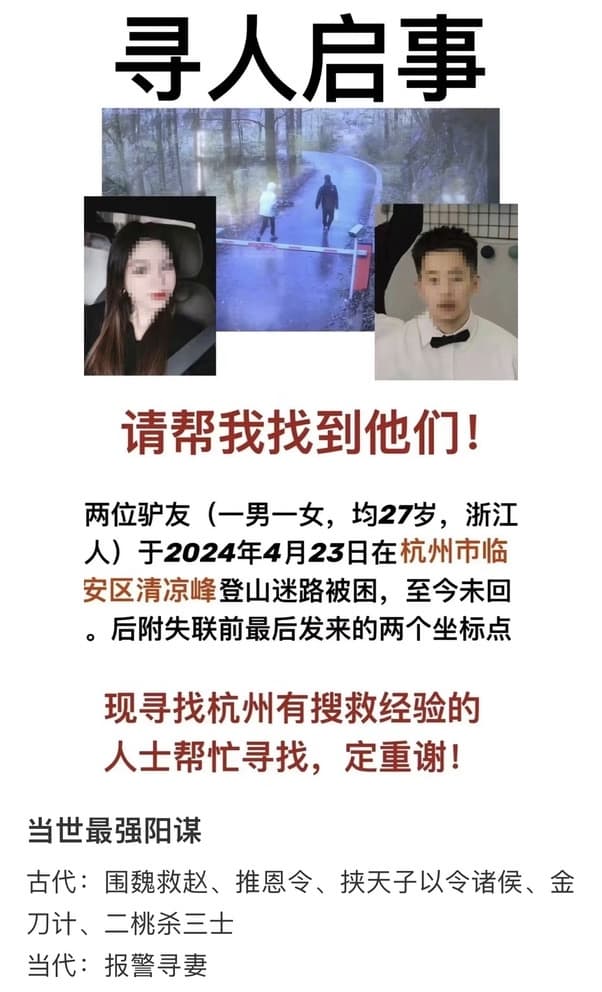 寻人启事
请帮我找到他们！
两位驴友（一男一女，均27岁，浙江
人）于2024年4月23日在杭州市临
安区清凉峰登山迷路被困，至今未回
。后附失联前最后发来的两个坐标点
现寻找杭州有搜救经验的
人士帮忙寻找，定重谢！
当世最强阳谋
古代：围魏救赵、推恩令、挟天子以令诸侯、金
刀计、二桃杀三士
当代：报警寻妻